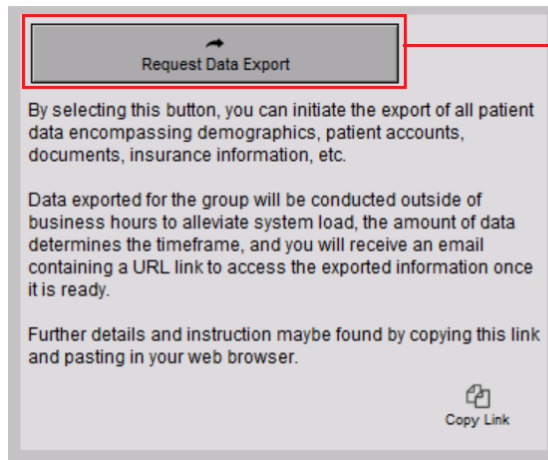 Request Data Export
By selecting this button, you can initiate the export of all patient
data encompassing demographics, patient accounts,
documents, insurance information, etc.
Data exported for the group will be conducted outside of
business hours to alleviate system load, the amount of data
determines the timeframe, and you will receive an email
containing a URL link to access the exported information once
it is ready.
Further details and instruction maybe found by copying this link
and pasting in your web browser.
Copy Link